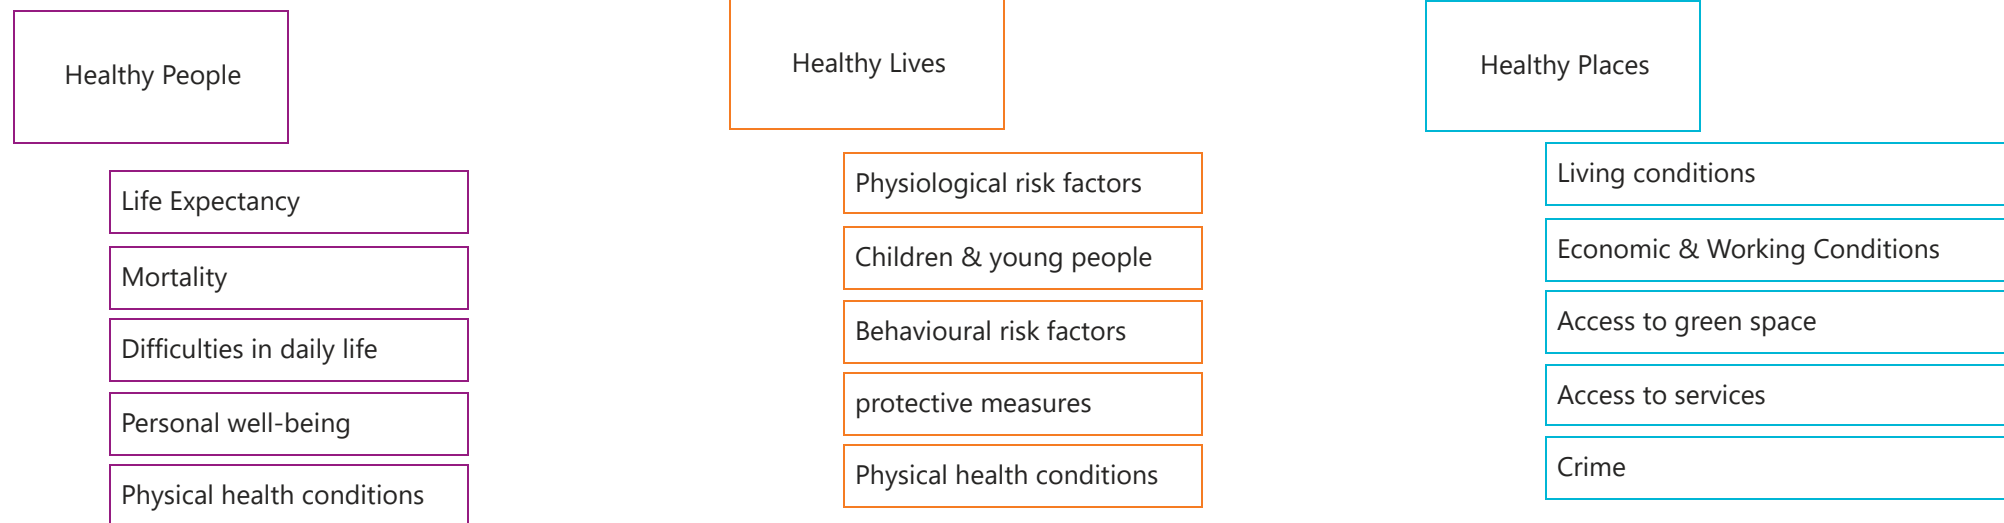 Healthy People
Life Expectancy
Mortality
Difficulties in daily life
Personal well-being
Physical health conditions
Healthy Lives
Physiological risk factors
Children & young people
Behavioural risk factors
protective measures
Physical health conditions
Healthy Places
Living conditions
Economic & Working Conditions
Access to green space
Access to services
Crime